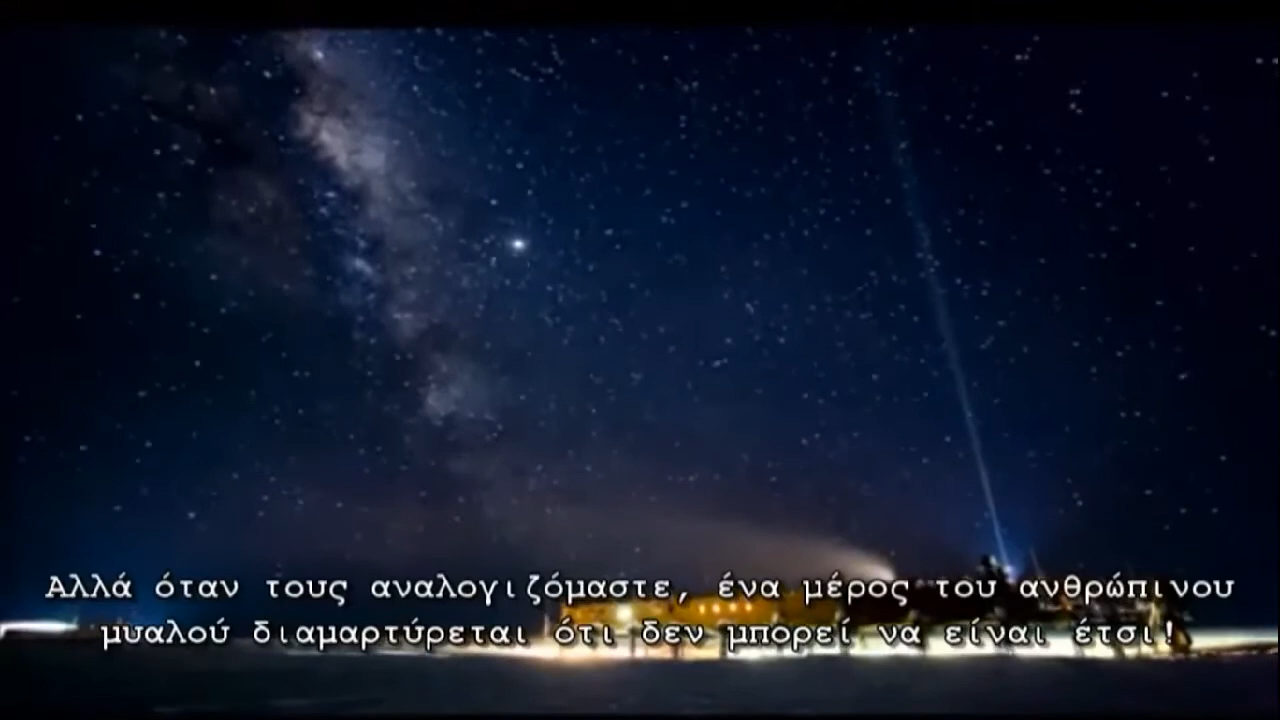 Αλλά όταν τους αναλογιζόμαστε, ένα μέρος του ανθρώπινου
μυαλού διαμαρτύρεται ότι δεν μπορεί να είναι έτσι!